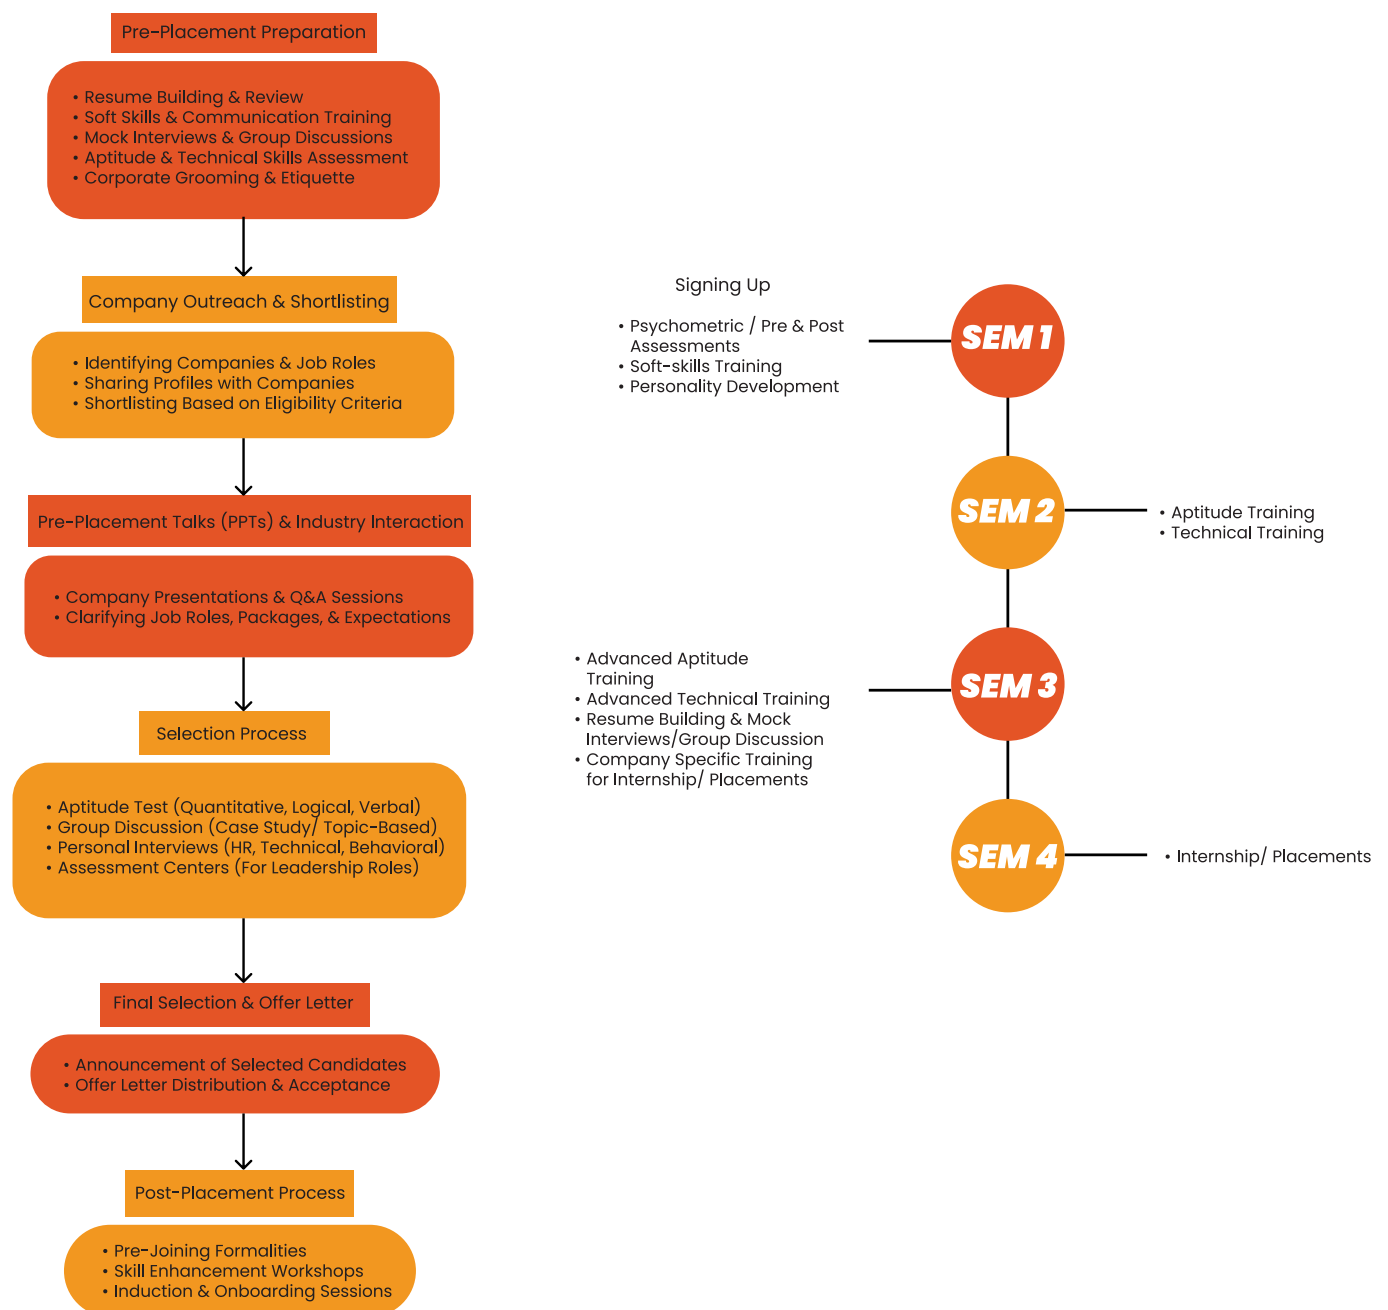 Pre-Placement Preparation
• Resume Building & Review
• Soft Skills & Communication Training
• Mock Interviews & Group Discussions
• Aptitude & Technical Skills Assessment
• Corporate Grooming & Etiquette
Company Outreach & Shortlisting
• Identifying Companies & Job Roles
• Sharing Profiles with Companies
• Shortlisting Based on Eligibility Criteria
Pre-Placement Talks (PPTs) & Industry Interaction
• Company Presentations & Q&A Sessions
• Clarifying Job Roles, Packages, & Expectations
Selection Process
• Aptitude Test (Quantitative, Logical, Verbal)
• Group Discussion (Case Study/ Topic-Based)
• Personal Interviews (HR, Technical, Behavioral)
• Assessment Centers (For Leadership Roles)
Final Selection & Offer Letter
• Announcement of Selected Candidates
• Offer Letter Distribution & Acceptance
Post-Placement Process
• Pre-Joining Formalities
• Skill Enhancement Workshops
• Induction & Onboarding Sessions
Signing Up
• Psychometric / Pre & Post
Assessments
• Soft-skills Training
• Personality Development
SEM 1
SEM 2
• Aptitude Training
• Technical Training
• Advanced Aptitude
Training
• Advanced Technical Training
• Resume Building & Mock
Interviews/Group Discussion
• Company Specific Training
for Internship/ Placements
SEM 3
SEM 4
• Internship/ Placements